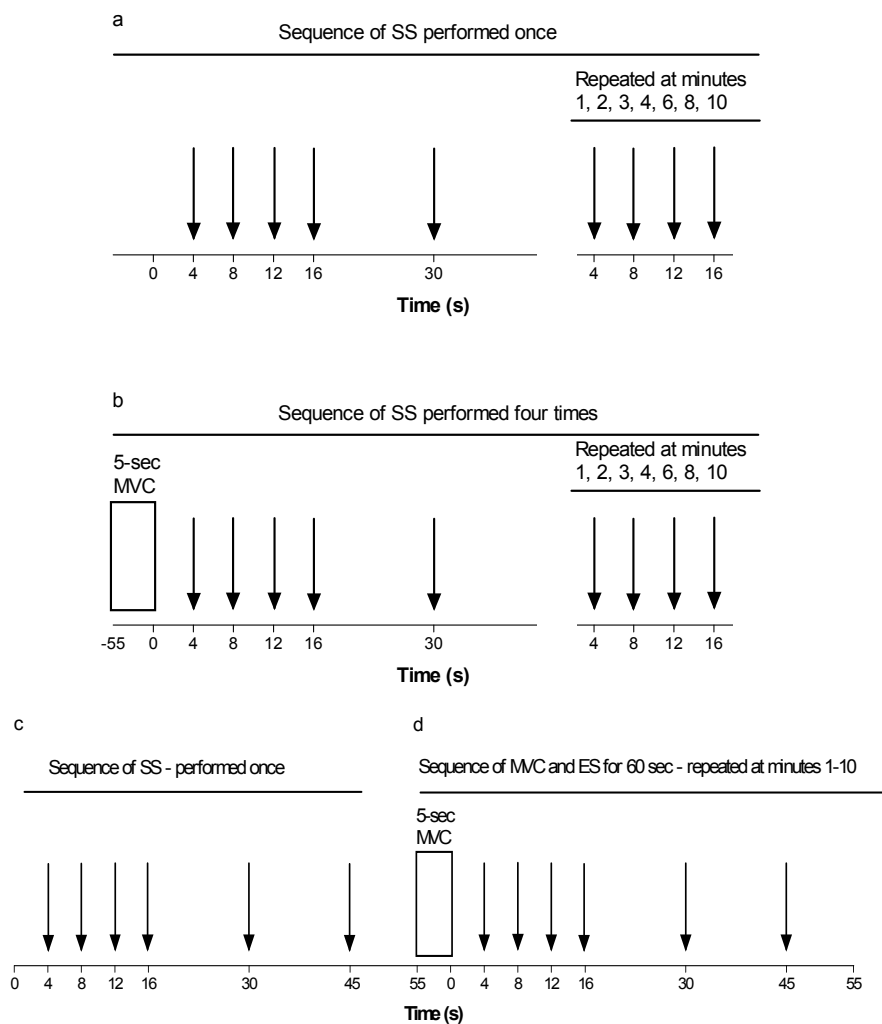 a
Sequence of SS performed once
Repeated at minutes
1, 2, 3, 4, 6, 8, 10
0 4 8 12 16 30 4 8 12 16
Time (s)
b
Sequence of SS performed four times
5-sec
MVC
Repeated at minutes
1, 2, 3, 4, 6, 8, 10
-55 0 4 8 12 16 30 4 8 12 16
Time (s)
c
Sequence of SS - performed once
d
Sequence of MVC and ES for 60 sec - repeated at minutes 1-10
5-sec
MVC
0 4 8 12 16 30 45 55 0 4 8 12 16 30 45 55
Time (s)